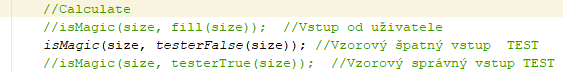 //Calculate
//isMagic(size, fill(size));  //Vstup od uživatele
isMagic(size, testerFalse(size)); //Vzorový špatný vstup  TEST
//isMagic(size, testerTrue(size));  //Vzorový správný vstup TEST